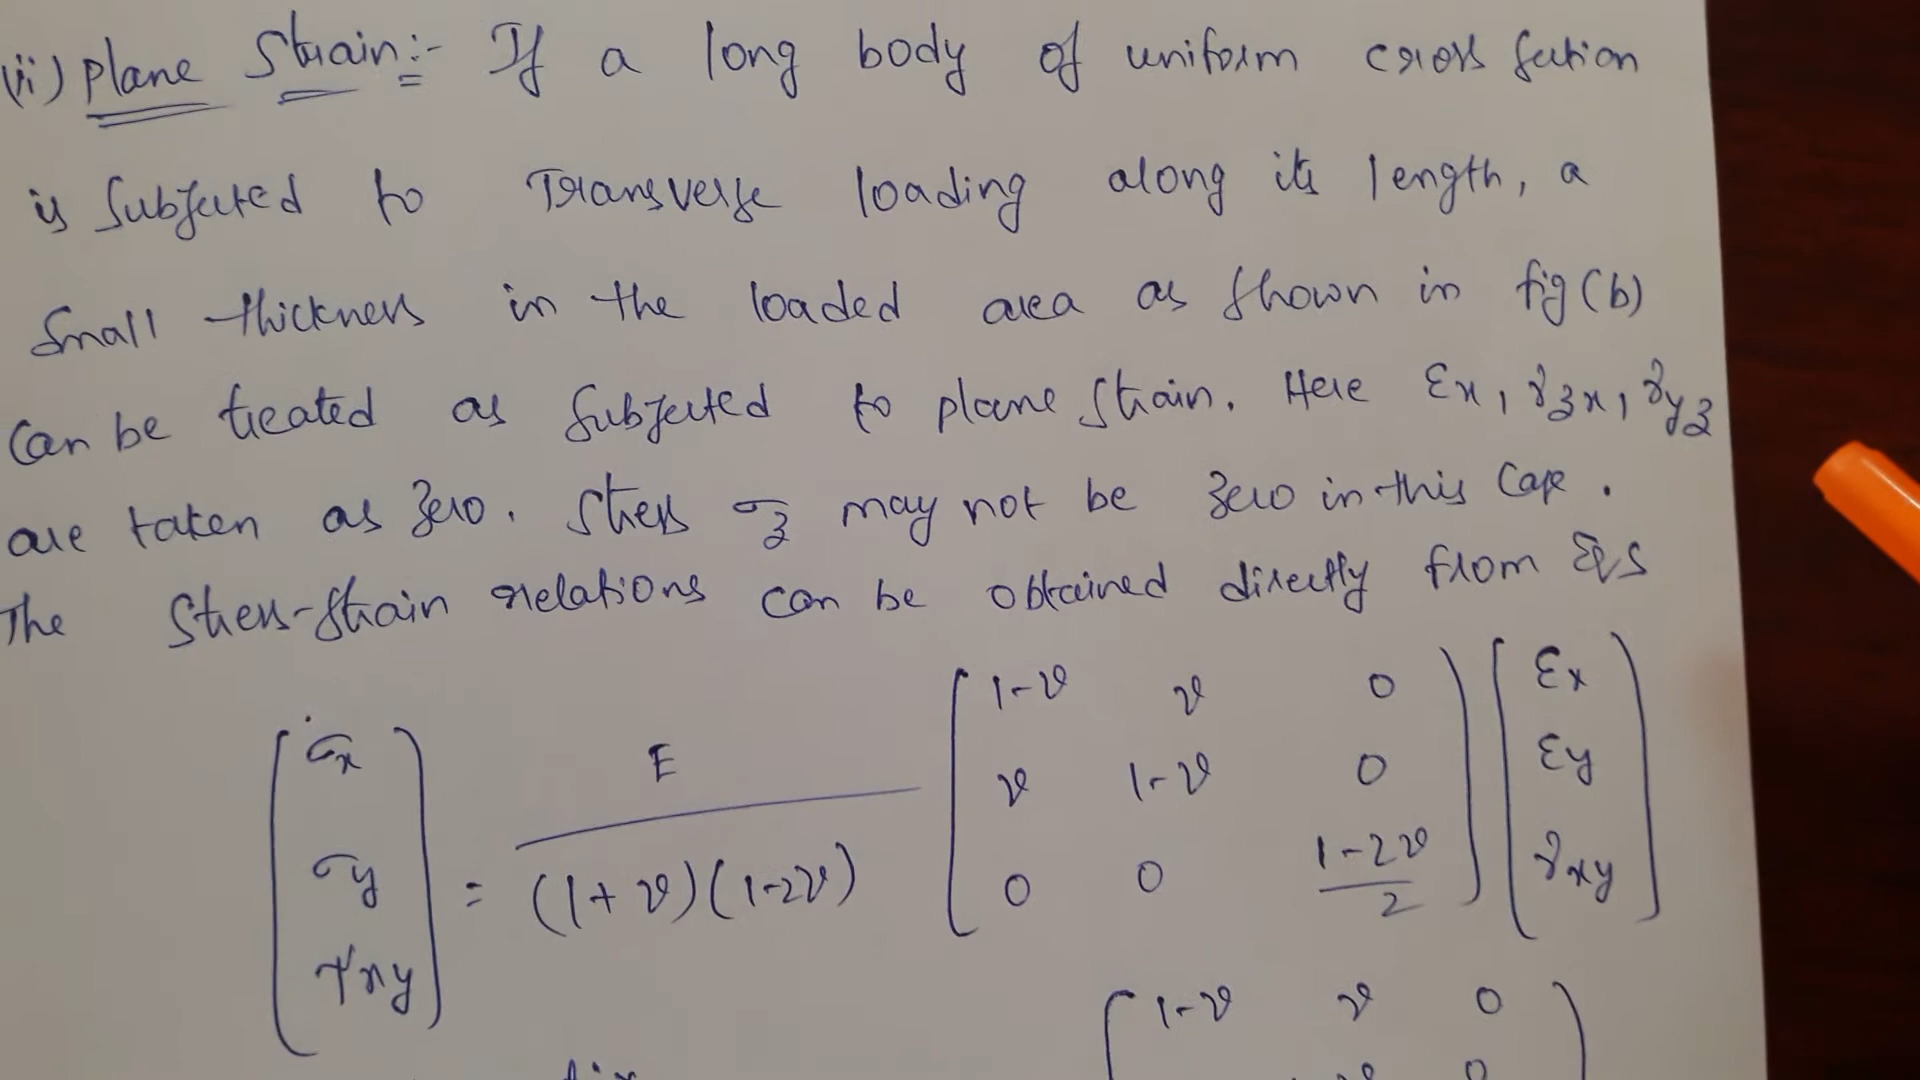 (ii) Plane Strain:- If a long body of uniform cross section
is subjected to Transverse loading along its length, a
Small thickness in the loaded area as shown in fig (b)
can be treated as subjected to plane strain. Here εx, γzx, γyz
are taken as zero. Stress σz may not be zero in this case.
The stress-strain relations can be obtained directly from Eqs
[σx σy τxy] = E / (1+ν)(1-2ν) [1-ν ν 0
ν 1-ν 0
0 0 (1-2ν)/2] [εx εy γxy]
1-ν ν 0